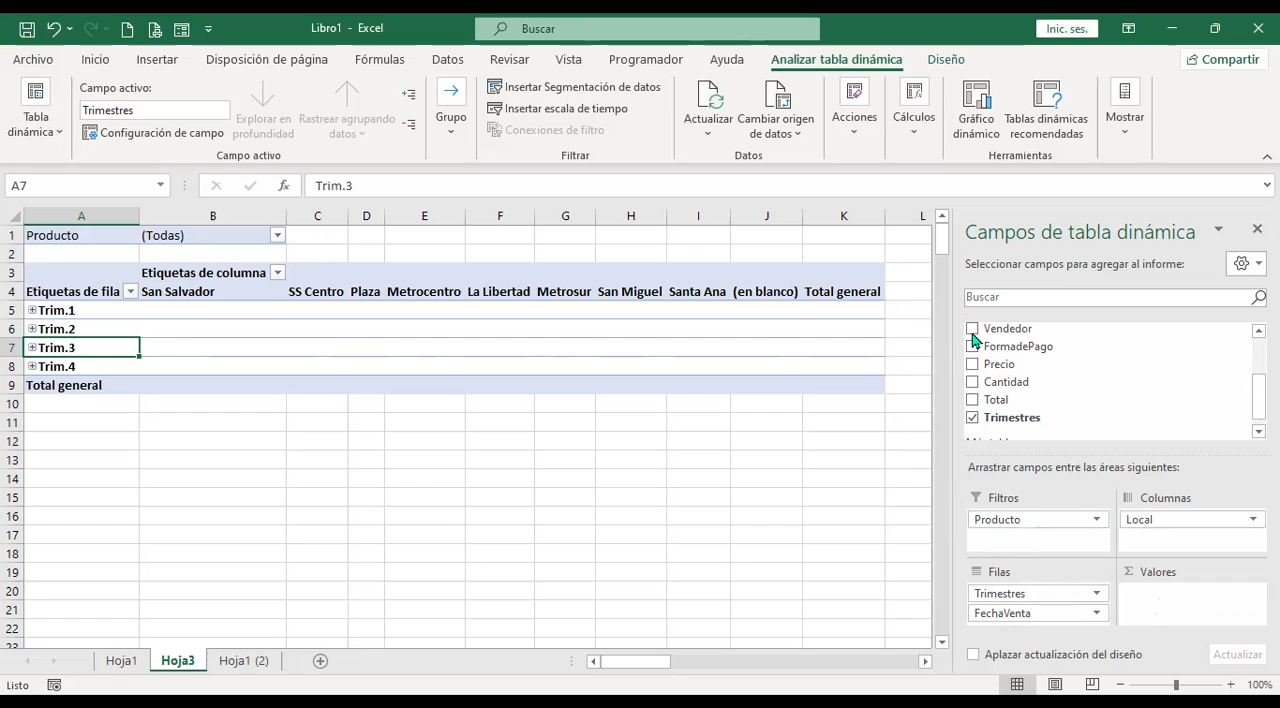 Libro1 - Excel
Buscar
Inic. ses.
Archivo Inicio Insertar Disposición de página Fórmulas Datos Revisar Vista Programador Ayuda Analizar tabla dinámica Diseño Compartir
Tabla dinámica
Campo activo:
Trimestres
Configuración de campo
Explorar en profundidad
Rastrear agrupando datos
Campo activo
Grupo
Insertar Segmentación de datos
Insertar escala de tiempo
Conexiones de filtro
Filtrar
Actualizar
Cambiar origen de datos
Datos
Acciones
Cálculos
Gráfico dinámico
Tablas dinámicas recomendadas
Herramientas
Mostrar
A7 fx Trim.3
A B C D E F G H I J K L
1 Producto (Todas)
2
3 Etiquetas de columna
4 Etiquetas de fila San Salvador SS Centro Plaza Metrocentro La Libertad Metrosur San Miguel Santa Ana (en blanco) Total general
5 Trim.1
6 Trim.2
7 Trim.3
8 Trim.4
9 Total general
10
11
12
13
14
15
16
17
18
19
20
21
22
23
Campos de tabla dinámica
Seleccionar campos para agregar al informe:
Buscar
Vendedor
FormadePago
Precio
Cantidad
Total
Trimestres
Arrastrar campos entre las áreas siguientes:
Filtros
Producto
Columnas
Local
Filas
Trimestres
FechaVenta
Σ Valores
Aplazar actualización del diseño Actualizar
Hoja1 Hoja3 Hoja1 (2)
Listo
100%